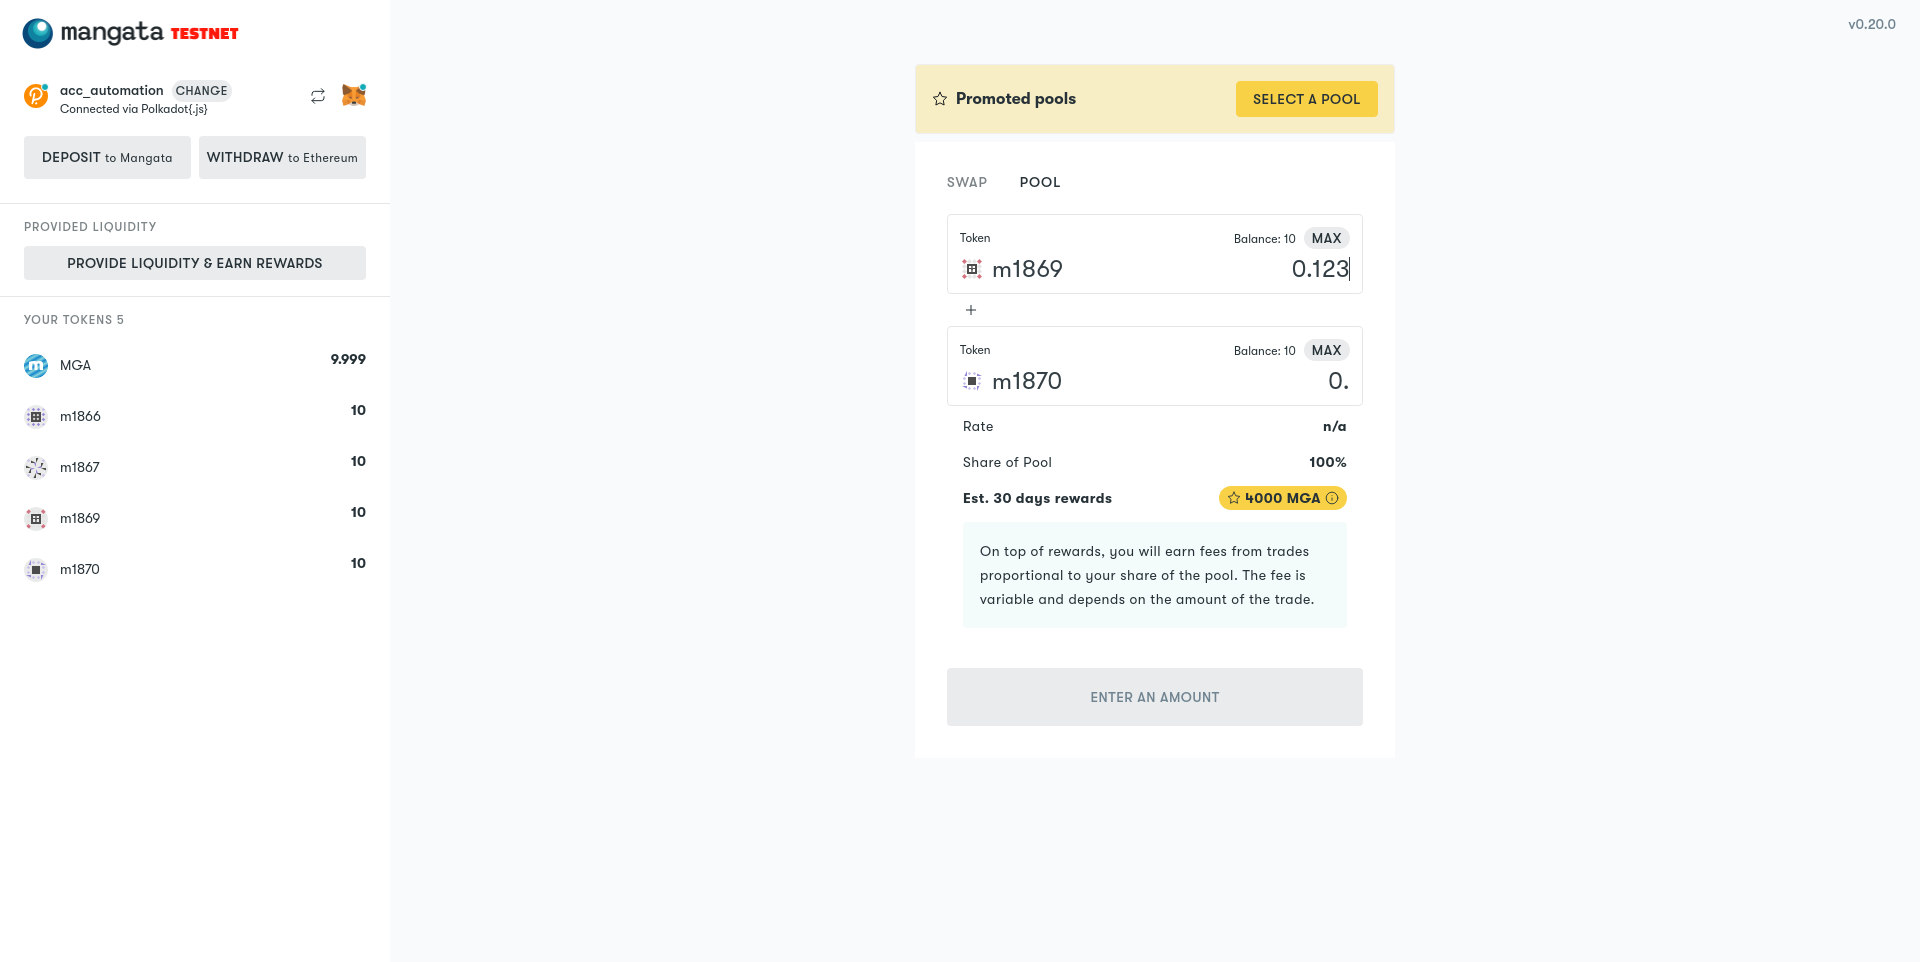 mangata TESTNET
v0.20.0
acc_automation CHANGE
Connected via Polkadot{.js}
DEPOSIT to Mangata
WITHDRAW to Ethereum
PROVIDED LIQUIDITY
PROVIDE LIQUIDITY & EARN REWARDS
YOUR TOKENS 5
MGA 9.999
m1866 10
m1867 10
m1869 10
m1870 10
Promoted pools
SELECT A POOL
SWAP POOL
Token Balance: 10 MAX
m1869 0.123
Token Balance: 10 MAX
m1870 0.
Rate n/a
Share of Pool 100%
Est. 30 days rewards 4000 MGA
On top of rewards, you will earn fees from trades
proportional to your share of the pool. The fee is
variable and depends on the amount of the trade.
ENTER AN AMOUNT